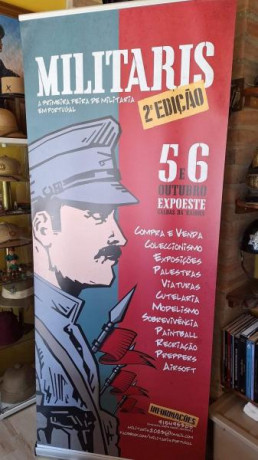 MILITARIS
A PRIMEIRA FEIRA DE MILITARIA
EM PORTUGAL
2ª EDIÇÃO
5 E 6
OUTUBRO
EXPOESTE
COMPRA E VENDA
COLECCIONISMO
EXPOSIÇÕES
PALESTRAS
VIATURAS
CUTELARIA
MODELISMO
SOBREVIVÊNCIA
PAINTBALL
RECRIAÇÃO
PREPPERS
AIRSOFT
INFORMAÇÕES